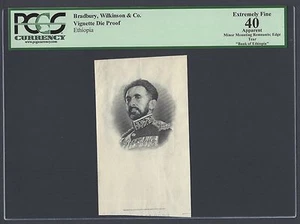 PCGS
CURRENCY
Bradbury, Wilkinson & Co.
Vignette Die Proof
Ethiopia
Extremely Fine
40
Apparent
Minor Mounting Remnants; Edge
Tear
"Bank of Ethiopia"